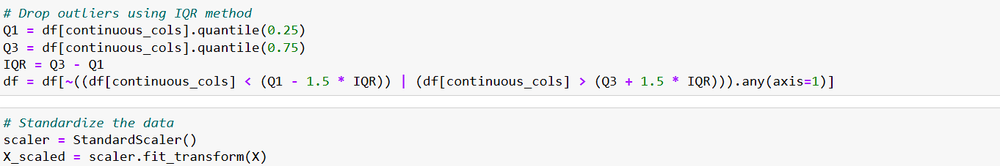 # Drop outliers using IQR method
Q1 = df[continuous_cols].quantile(0.25)
Q3 = df[continuous_cols].quantile(0.75)
IQR = Q3 - Q1
df = df[~((df[continuous_cols] < (Q1 - 1.5 * IQR)) | (df[continuous_cols] > (Q3 + 1.5 * IQR))).any(axis=1)]
# Standardize the data
scaler = StandardScaler()
X_scaled = scaler.fit_transform(X)